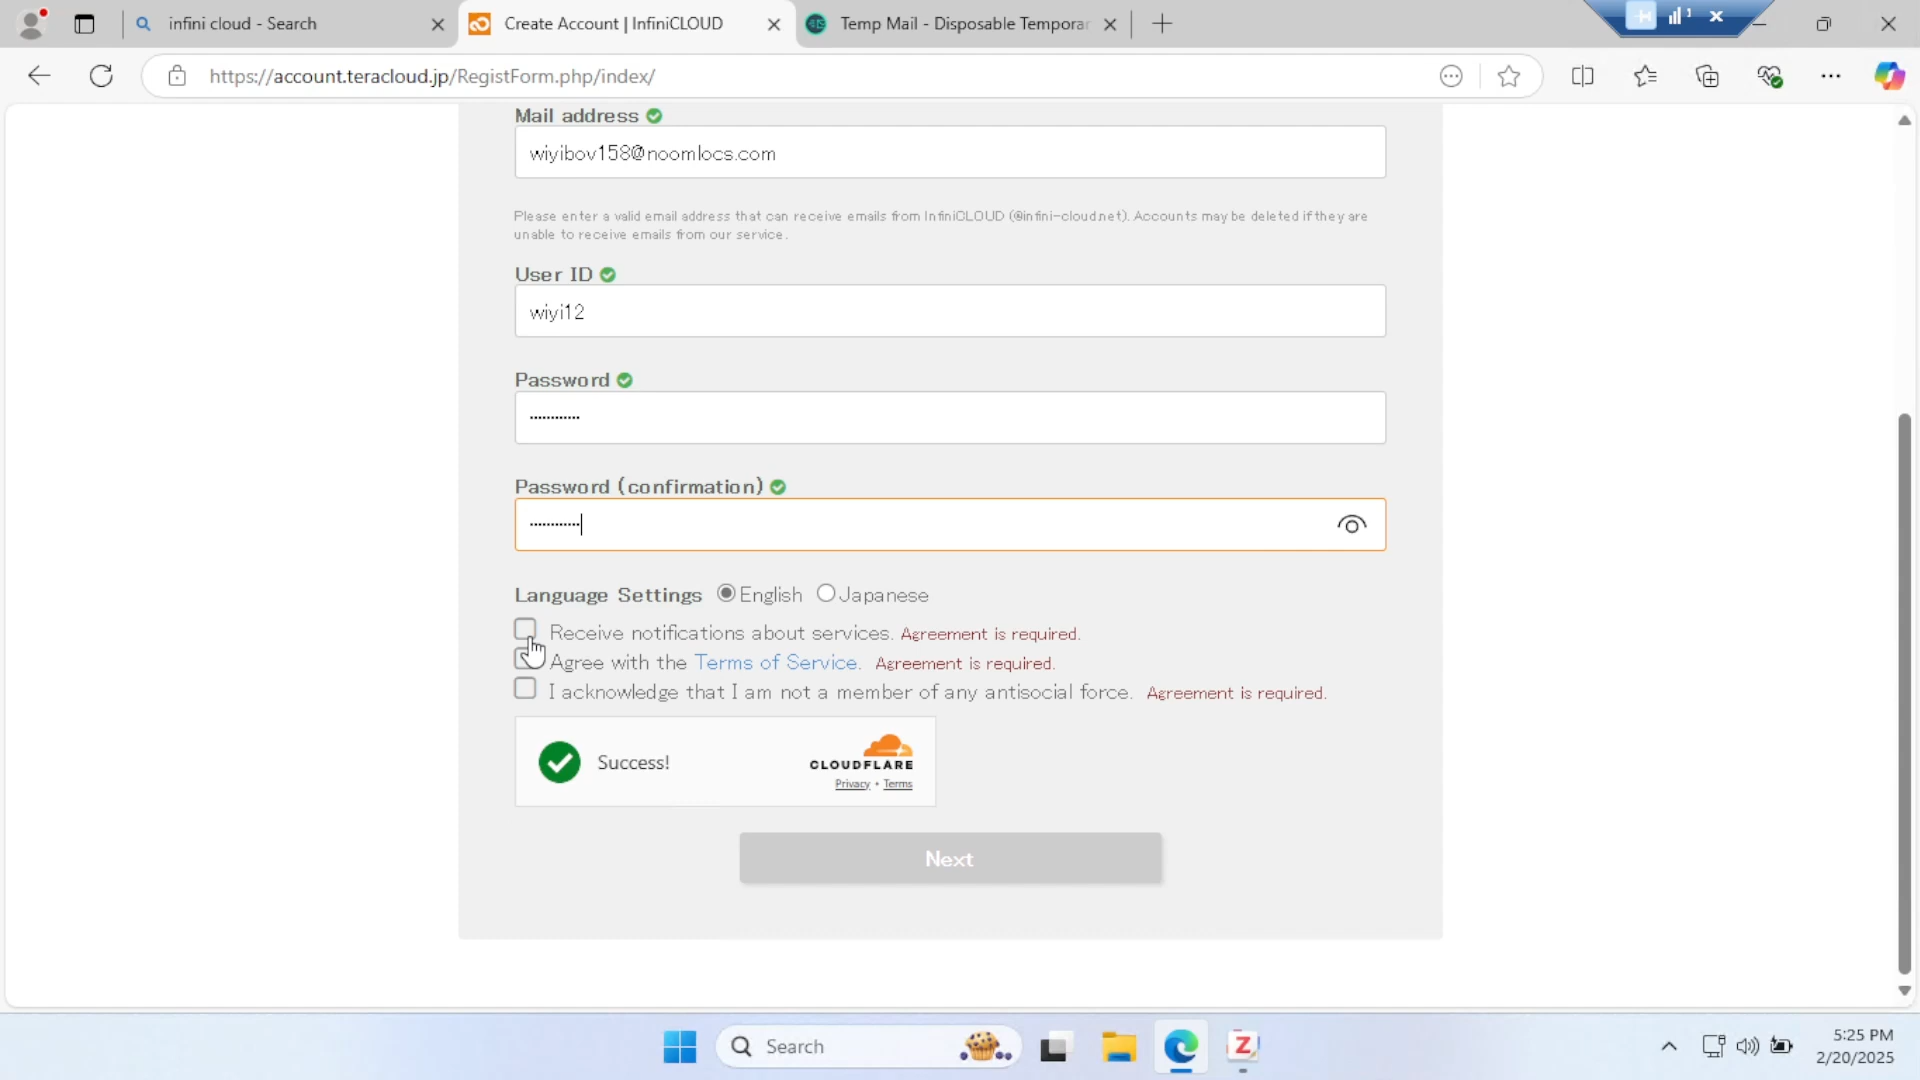 infini cloud - Search
Create Account | InfiniCLOUD
Temp Mail - Disposable Temporar
https://account.teracloud.jp/RegistForm.php/index/
Mail address
wiyibov158@noomlocs.com
Please enter a valid email address that can receive emails from InfiniCLOUD (@infini-cloud.net). Accounts may be deleted if they are
unable to receive emails from our service.
User ID
wiyi12
Password
············
Password (confirmation)
············
Language Settings English Japanese
Receive notifications about services. Agreement is required.
Agree with the Terms of Service. Agreement is required.
I acknowledge that I am not a member of any antisocial force. Agreement is required.
Success!
CLOUDFLARE
Privacy • Terms
Next
Search
Z
5:25 PM
2/20/2025